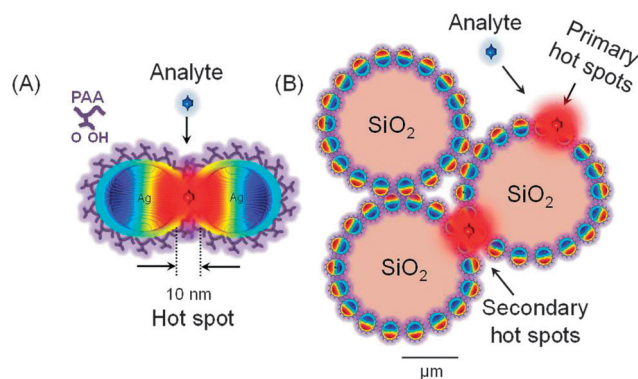 (A)
PAA
O OH
Analyte
Ag
Ag
10 nm
Hot spot
(B)
Analyte
Primary
hot spots
SiO₂
SiO₂
SiO₂
Secondary
hot spots
µm